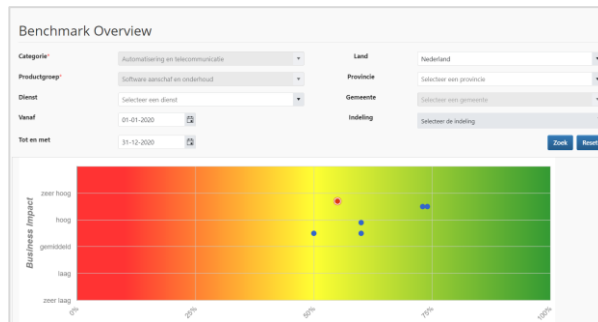 Benchmark Overview
Categorie* Automatisering en telecommunicatie Land Nederland
Productgroep* Software aanschaf en onderhoud Provincie Selecteer een provincie
Dienst Selecteer een dienst Gemeente Selecteer een gemeente
Vanaf 01-01-2020 Indeling Selecteer de indeling
Tot en met 31-12-2020 Zoek Reset
Business Impact
zeer hoog
hoog
gemiddeld
laag
zeer laag
0% 25% 50% 75% 100%